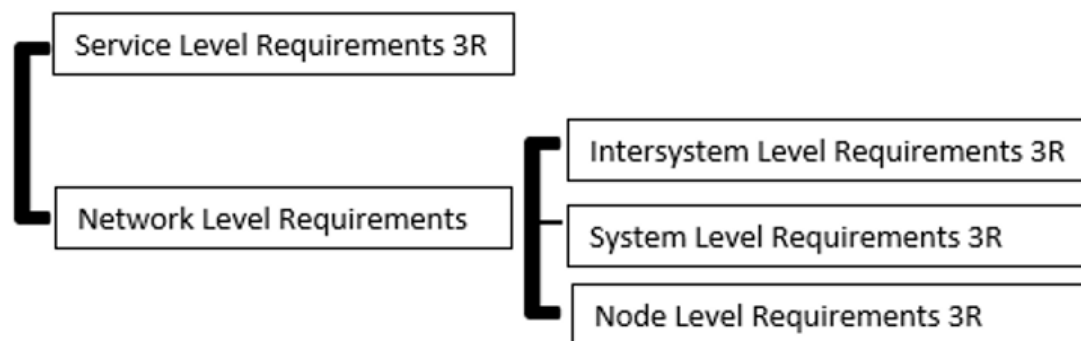 Service Level Requirements 3R
Network Level Requirements
Intersystem Level Requirements 3R
System Level Requirements 3R
Node Level Requirements 3R